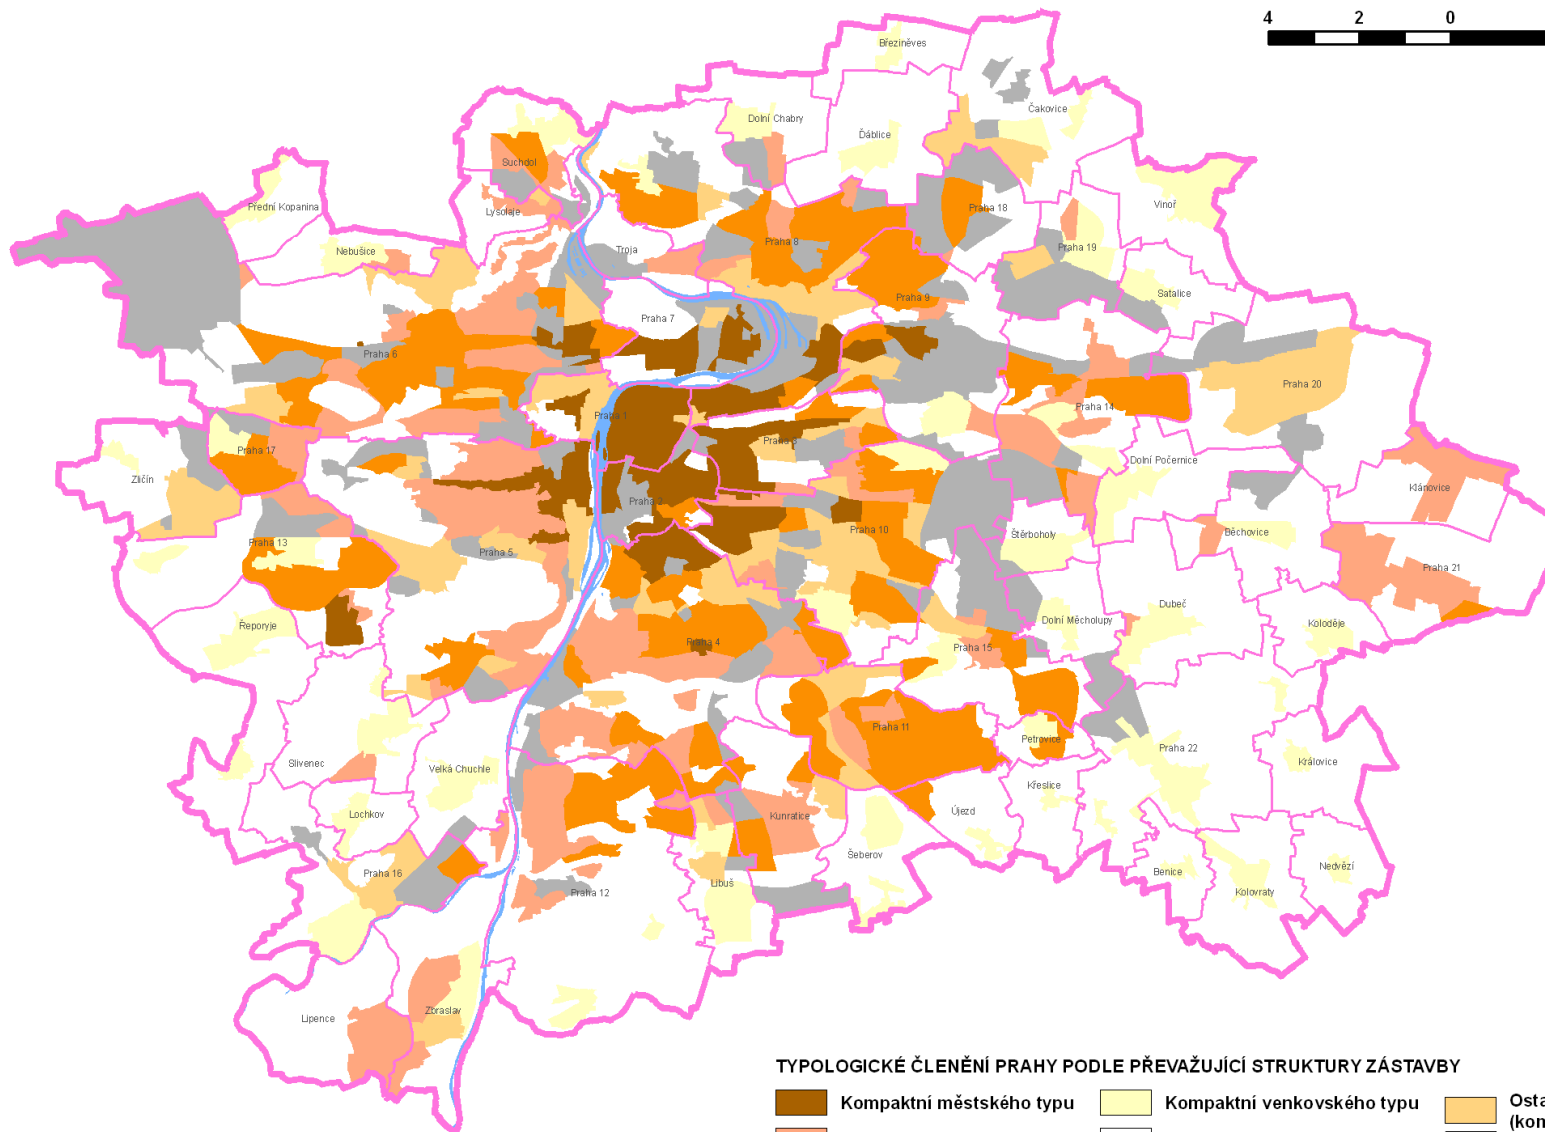 4 2 0
Březiněves
Čakovice
Dolní Chabry
Ďáblice
Suchdol
Přední Kopanina
Lysolaje
Vinoř
Praha 18
Nebušice
Troja
Praha 8
Praha 19
Satalice
Praha 9
Praha 7
Praha 6
Praha 20
Praha 14
Praha 1
Praha 3
Praha 17
Zličín
Dolní Počernice
Klánovice
Praha 2
Praha 10
Štěrboholy
Běchovice
Praha 13
Praha 5
Praha 21
Dubeč
Řeporyje
Dolní Měcholupy
Koloděje
Praha 4
Praha 15
Praha 11
Petrovice
Praha 22
Slivenec
Velká Chuchle
Královice
Křeslice
Lochkov
Kunratice
Újezd
Šeberov
Praha 16
Libuš
Praha 12
Benice
Kolovraty
Nedvězí
Lipence
Zbraslav
TYPOLOGICKÉ ČLENĚNÍ PRAHY PODLE PŘEVAŽUJÍCÍ STRUKTURY ZÁSTAVBY
Kompaktní městského typu Kompaktní venkovského typu Osta
(kon